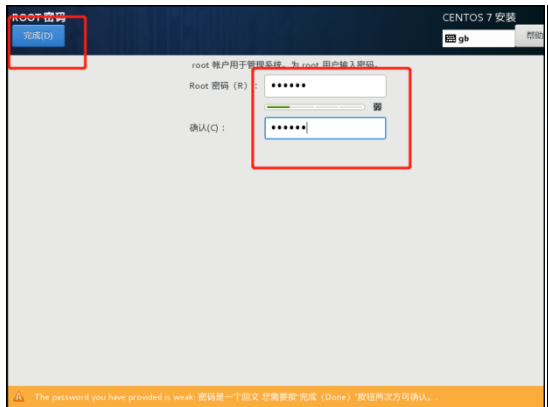 ROOT 密码
CENTOS 7 安装
完成(D)
gb
帮助
root 帐户用于管理系统。为 root 用户输入密码。
Root 密码（R）：
••••••
弱
确认(C)：
••••••
The password you have provided is weak: 密码是一个回文 您需要按"完成（Done）"按钮两次方可确认。.